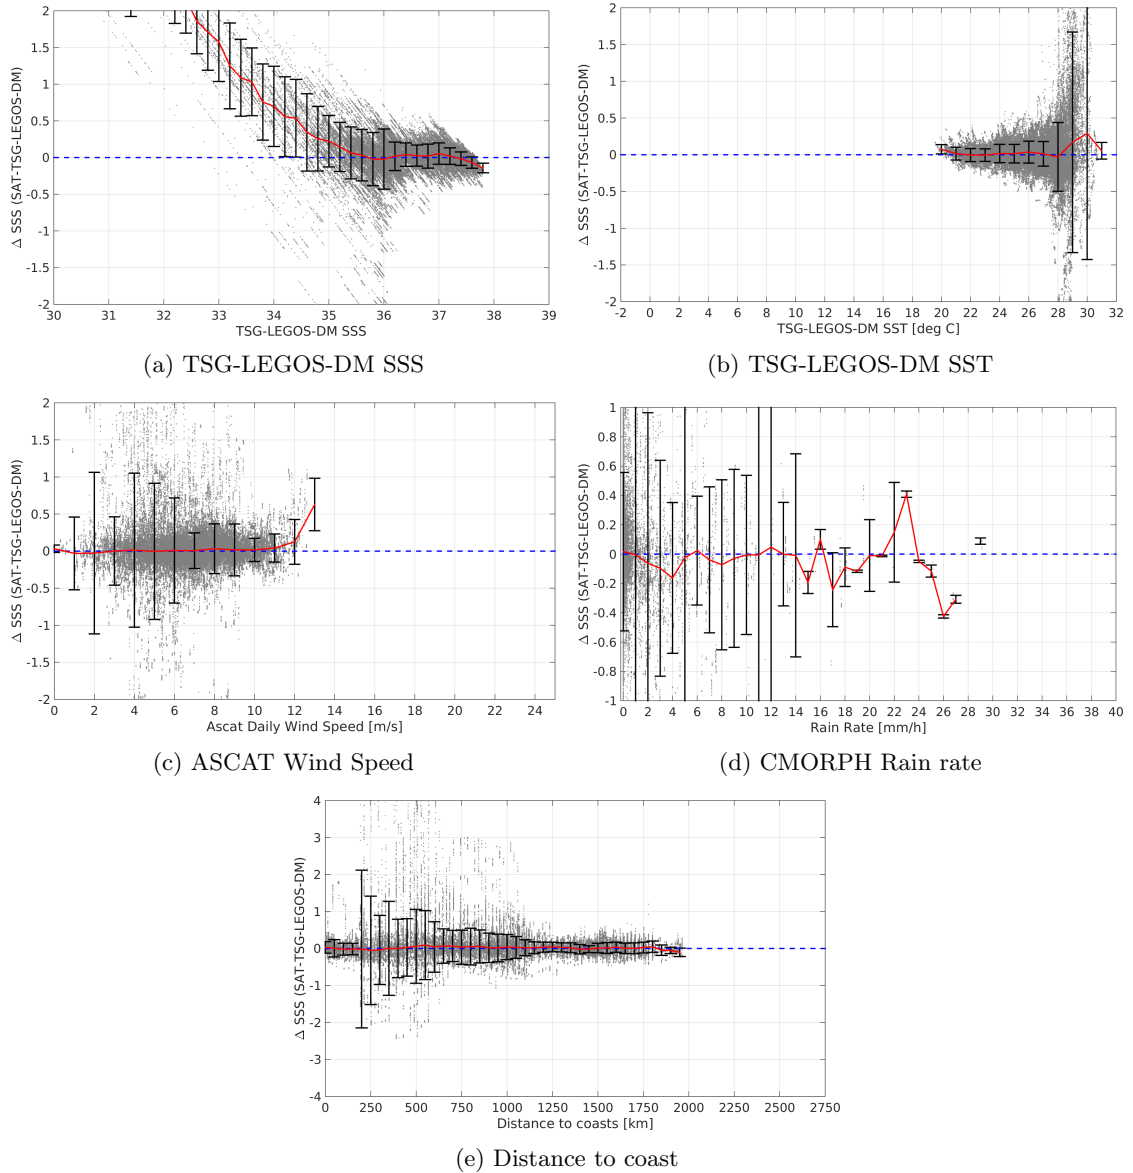 2
1.5
1
0.5
0
-0.5
-1
-1.5
-2
Δ SSS (SAT-TSG-LEGOS-DM)
30 31 32 33 34 35 36 37 38 39
TSG-LEGOS-DM SSS
(a) TSG-LEGOS-DM SSS
2
1.5
1
0.5
0
-0.5
-1
-1.5
-2
Δ SSS (SAT-TSG-LEGOS-DM)
-2 0 2 4 6 8 10 12 14 16 18 20 22 24 26 28 30 32
TSG-LEGOS-DM SST [deg C]
(b) TSG-LEGOS-DM SST
2
1.5
1
0.5
0
-0.5
-1
-1.5
-2
Δ SSS (SAT-TSG-LEGOS-DM)
0 2 4 6 8 10 12 14 16 18 20 22 24
Ascat Daily Wind Speed [m/s]
(c) ASCAT Wind Speed
1
0.8
0.6
0.4
0.2
0
-0.2
-0.4
-0.6
-0.8
-1
Δ SSS (SAT-TSG-LEGOS-DM)
0 2 4 6 8 10 12 14 16 18 20 22 24 26 28 30 32 34 36 38 40
Rain Rate [mm/h]
(d) CMORPH Rain rate
4
3
2
1
0
-1
-2
-3
-4
Δ SSS (SAT-TSG-LEGOS-DM)
0 250 500 750 1000 1250 1500 1750 2000 2250 2500 2750
Distance to coasts [km]
(e) Distance to coast